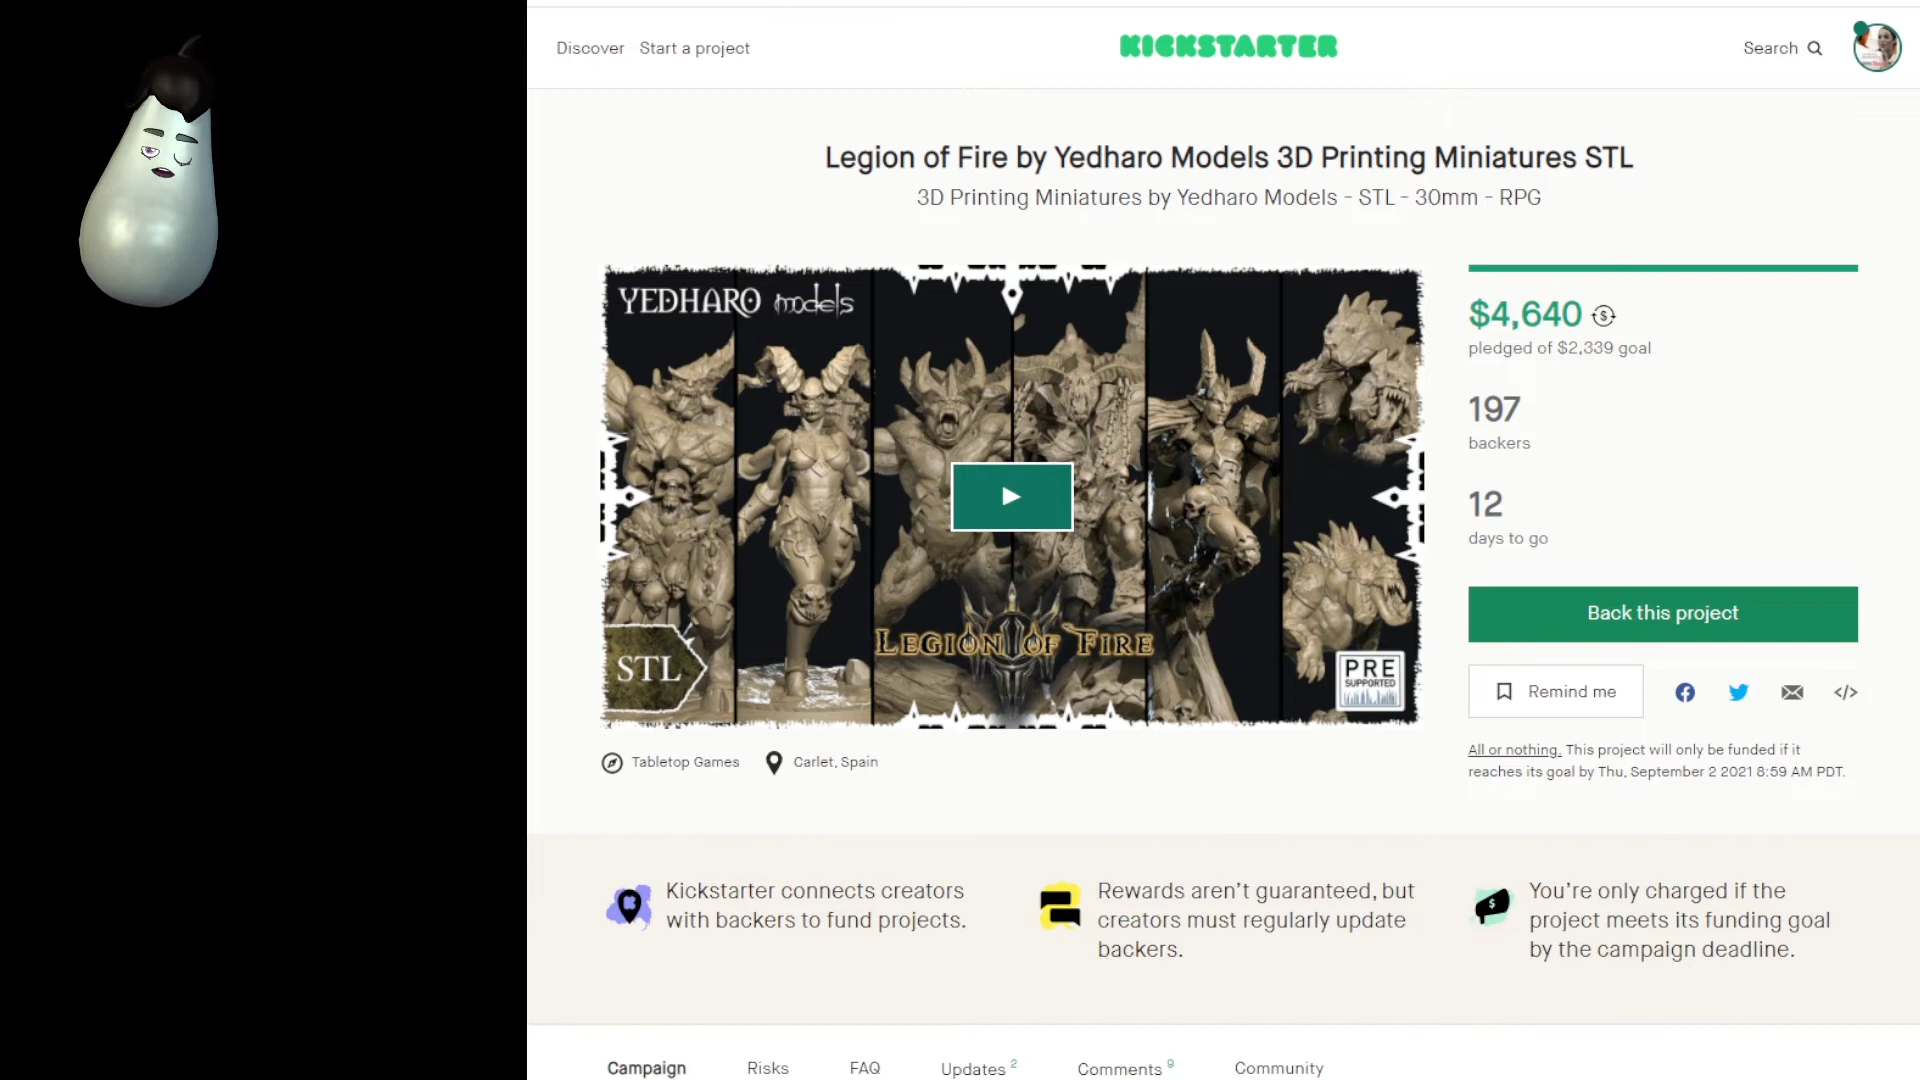 Discover Start a project
KICKSTARTER
Search
Legion of Fire by Yedharo Models 3D Printing Miniatures STL
3D Printing Miniatures by Yedharo Models - STL - 30mm - RPG
YEDHARO models
LEGION OF FIRE
STL
PRE
SUPPORTED
Tabletop Games
Carlet, Spain
$4,640
pledged of $2,339 goal
197
backers
12
days to go
Back this project
Remind me
All or nothing. This project will only be funded if it
reaches its goal by Thu, September 2 2021 8:59 AM PDT.
Kickstarter connects creators
with backers to fund projects.
Rewards aren't guaranteed, but
creators must regularly update
backers.
You're only charged if the
project meets its funding goal
by the campaign deadline.
Campaign Risks FAQ Updates 2 Comments 9 Community